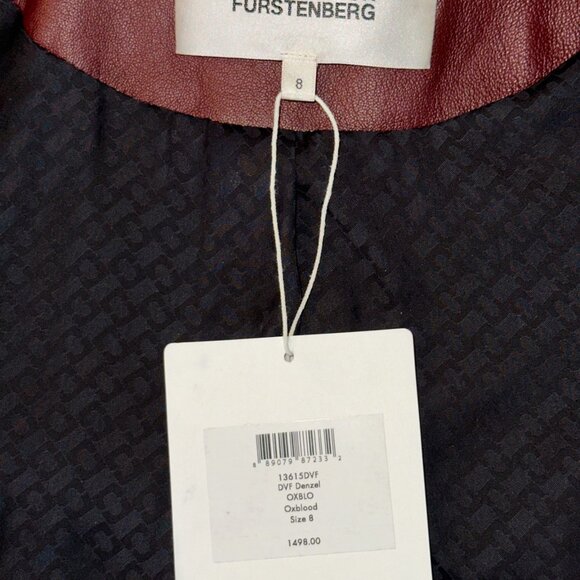 FURSTENBERG
8
8 89079 87233 2
13615DVF
DVF Denzel
OXBLO
Oxblood
Size 8
1498,00